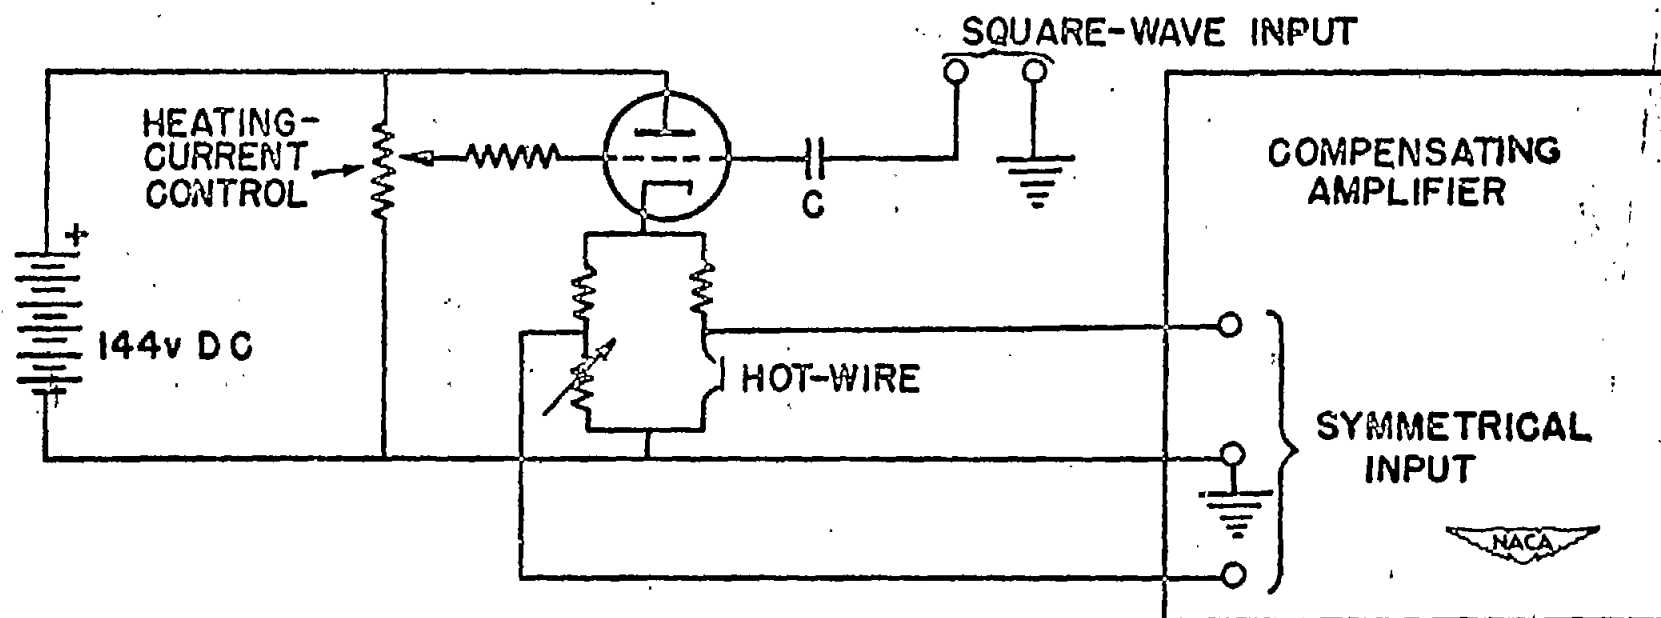 SQUARE-WAVE INPUT
HEATING-
CURRENT
CONTROL
COMPENSATING
AMPLIFIER
C
+
144v DC
HOT-WIRE
SYMMETRICAL
INPUT
NACA